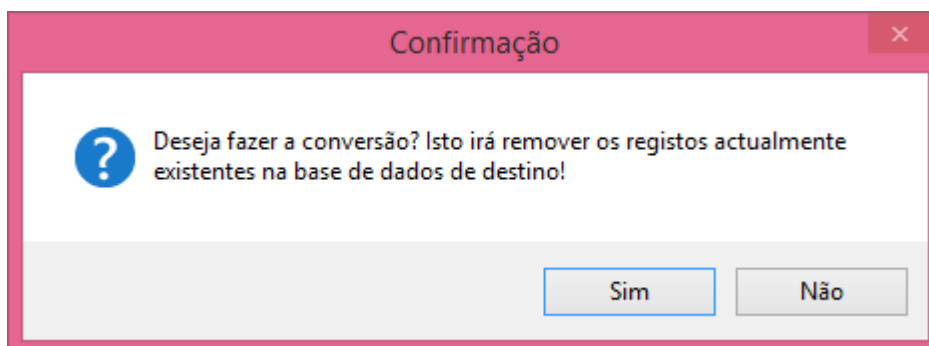 Confirmação
Deseja fazer a conversão? Isto irá remover os registos actualmente
existentes na base de dados de destino!
Sim
Não